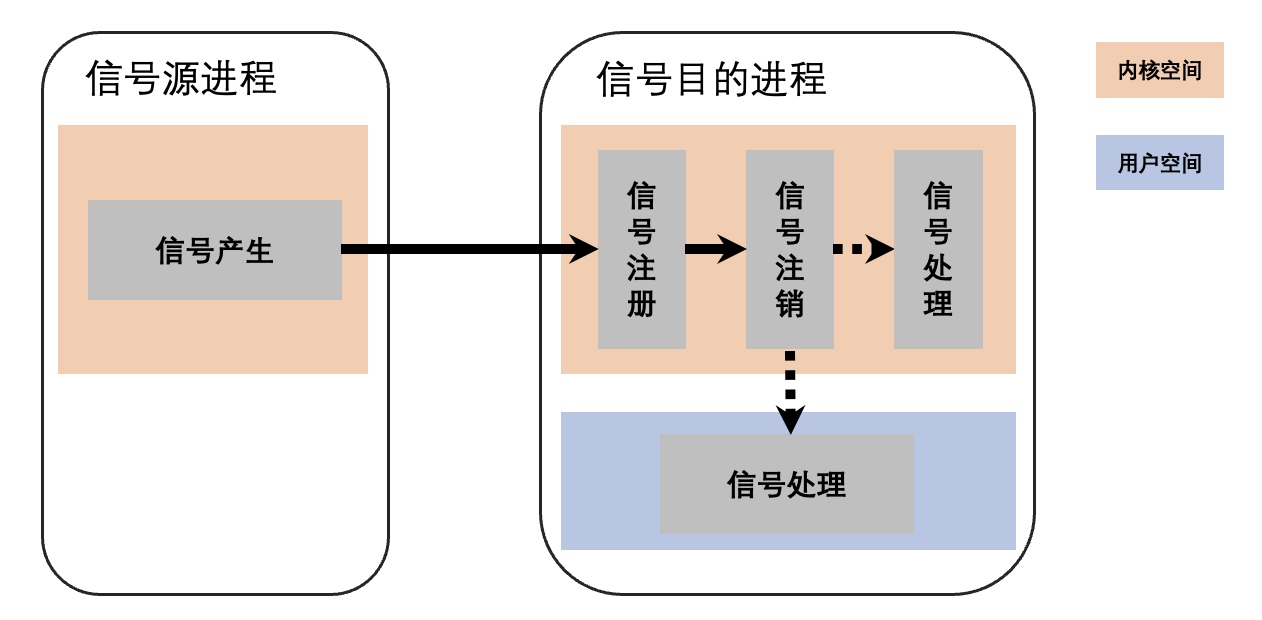 信号源进程
信号目的进程
内核空间
用户空间
信号产生
信号注册
信号注销
信号处理
信号处理